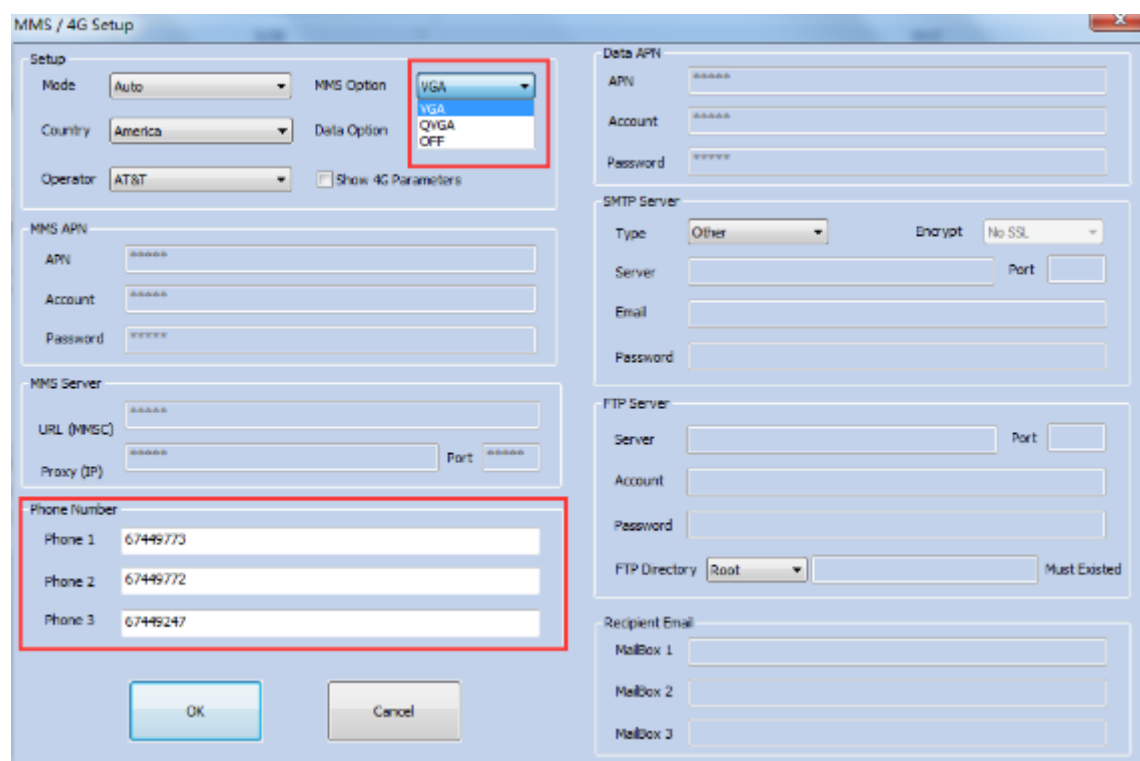 MMS / 4G Setup
Setup
Mode Auto MMS Option VGA
VGA
QVGA
OFF
Country America Data Option
Operator AT&T Show 4G Parameters
MMS APN
APN *****
Account *****
Password *****
MMS Server
URL (MMSC) *****
Proxy (IP) ***** Port *****
Phone Number
Phone 1 67449773
Phone 2 67449772
Phone 3 67449247
OK Cancel
Data APN
APN *****
Account *****
Password *****
SMTP Server
Type Other Encrypt No SSL
Server Port
Email
Password
FTP Server
Server Port
Account
Password
FTP Directory Root Must Existed
Recipient Email
MailBox 1
MailBox 2
MailBox 3